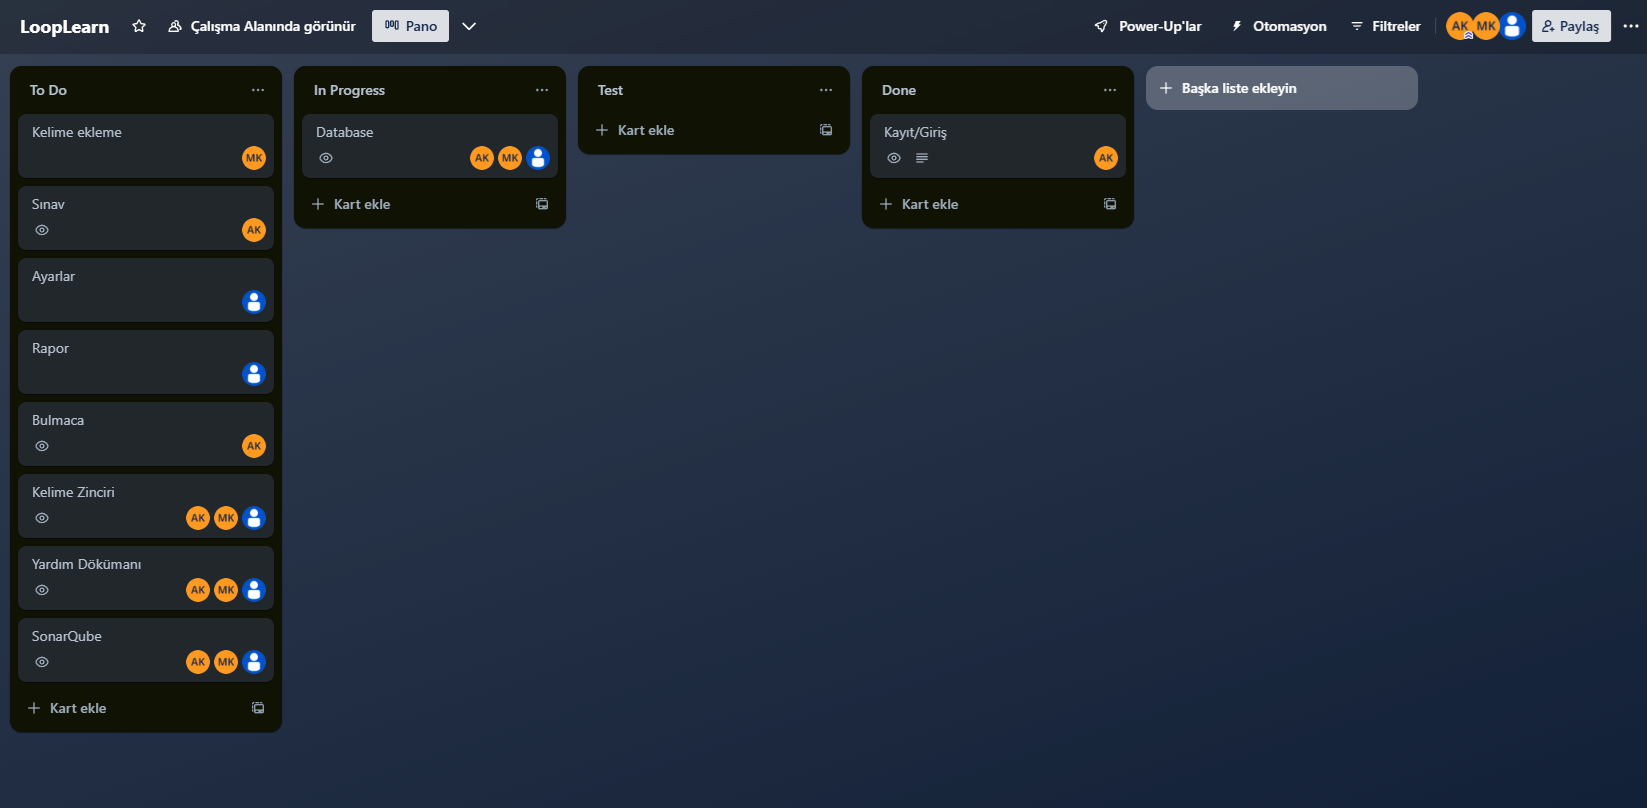 LoopLearn
Çalışma Alanında görünür
Pano
Power-Up'lar
Otomasyon
Filtreler
AK
MK
Paylaş
To Do
Kelime ekleme
MK
Sınav
AK
Ayarlar
Rapor
Bulmaca
AK
Kelime Zinciri
AK MK
Yardım Dökümanı
AK MK
SonarQube
AK MK
Kart ekle
In Progress
Database
AK MK
Kart ekle
Test
Kart ekle
Done
Kayıt/Giriş
AK
Kart ekle
Başka liste ekleyin